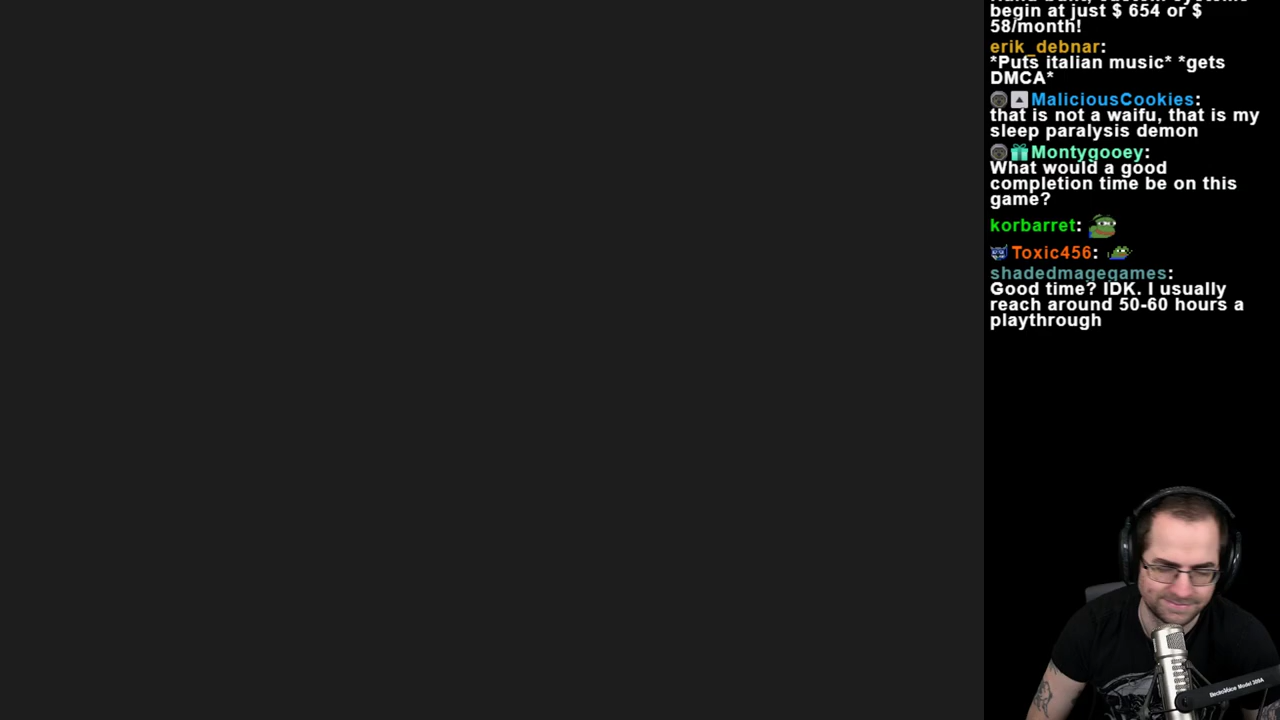 begin at just $ 654 or $
58/month!
erik_debnar:
*Puts italian music* *gets
DMCA*
MaliciousCookies:
that is not a waifu, that is my
sleep paralysis demon
Montygooey:
What would a good
completion time be on this
game?
korbarret:
Toxic456:
shadedmagegames:
Good time? IDK. I usually
reach around 50-60 hours a
playthrough